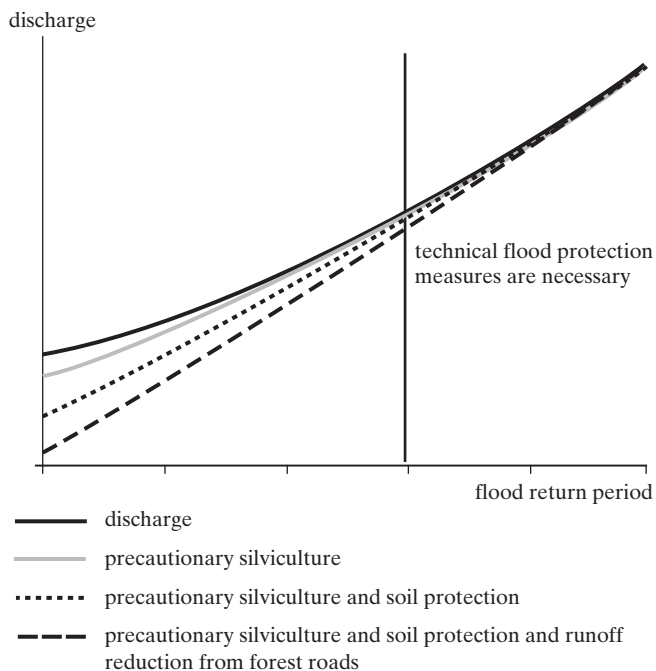 discharge
technical flood protection
measures are necessary
flood return period
discharge
precautionary silviculture
precautionary silviculture and soil protection
precautionary silviculture and soil protection and runoff
reduction from forest roads